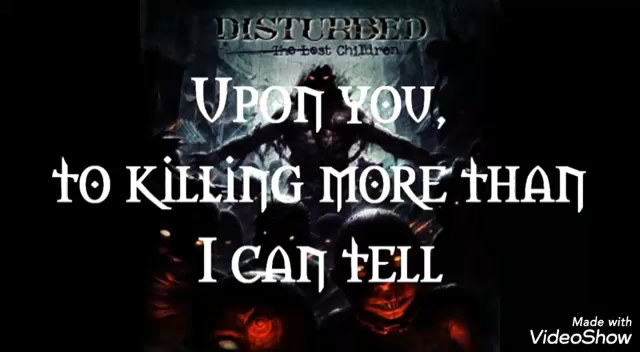 DISTURBED
The Lost Children
UPON YOU,
TO KILLING MORE THAN
I CAN TELL
Made with
VideoShow